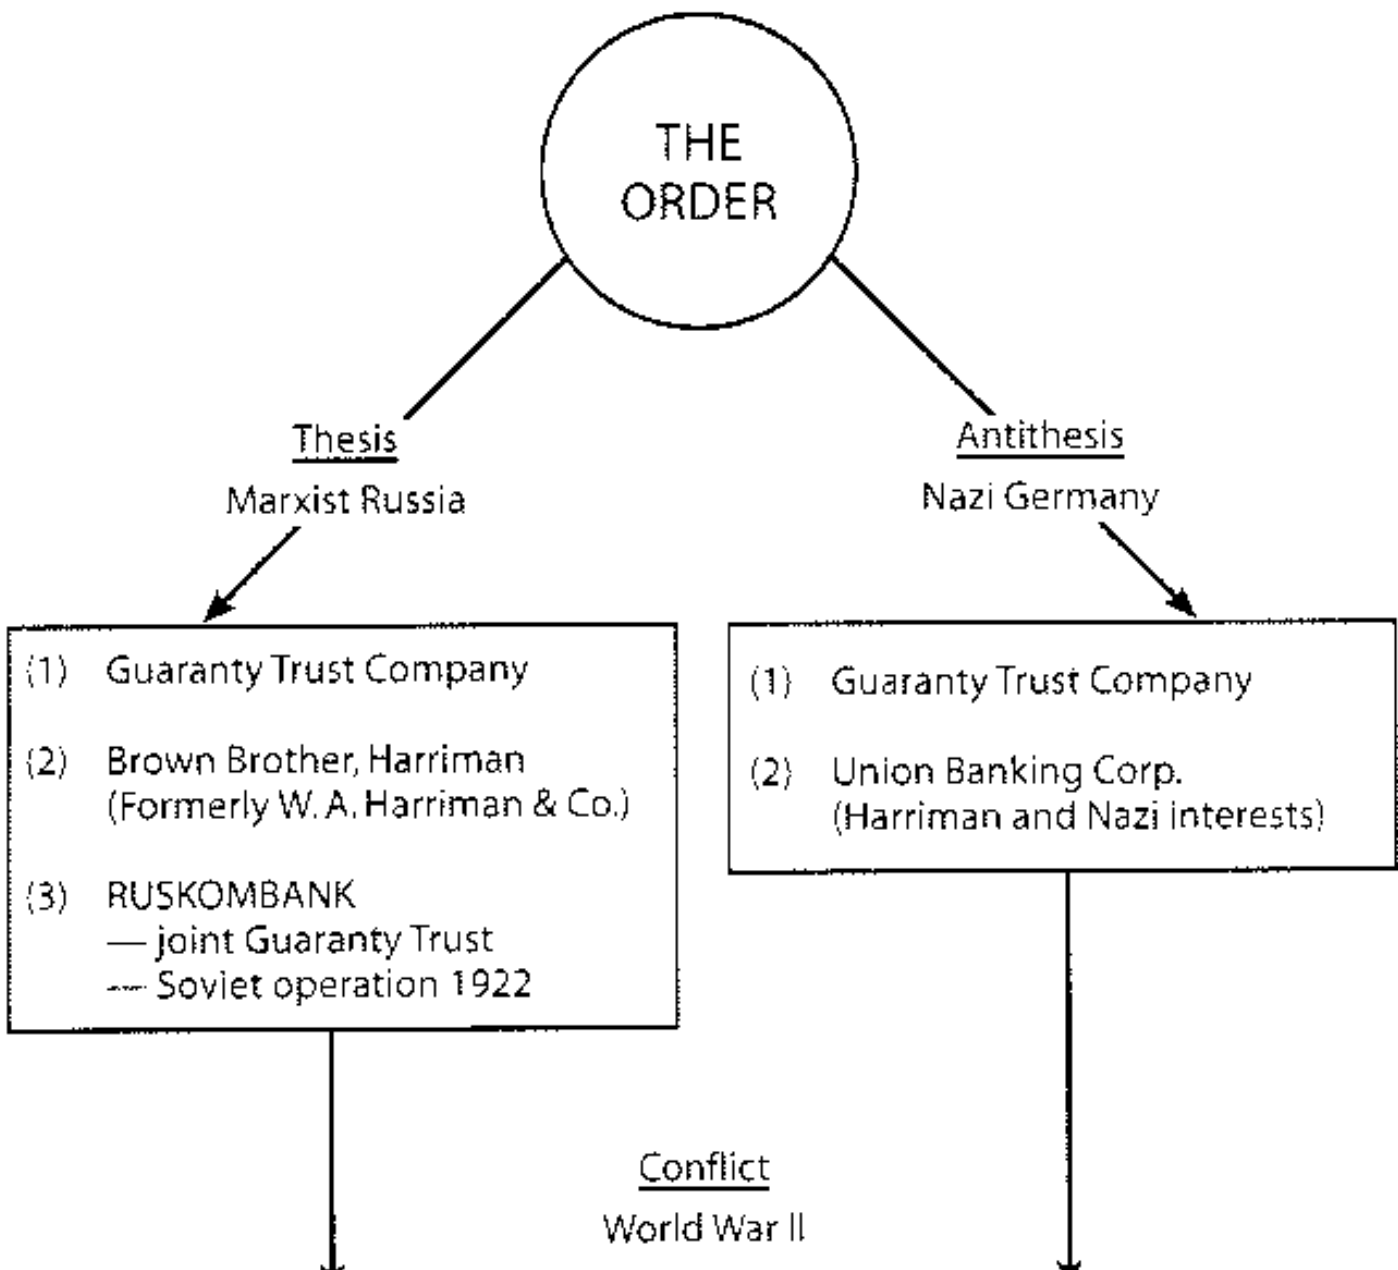 THE
ORDER
Thesis
Marxist Russia
Antithesis
Nazi Germany
(1) Guaranty Trust Company
(2) Brown Brother, Harriman
(Formerly W. A. Harriman & Co.)
(3) RUSKOMBANK
— joint Guaranty Trust
— Soviet operation 1922
(1) Guaranty Trust Company
(2) Union Banking Corp.
(Harriman and Nazi interests)
Conflict
World War II